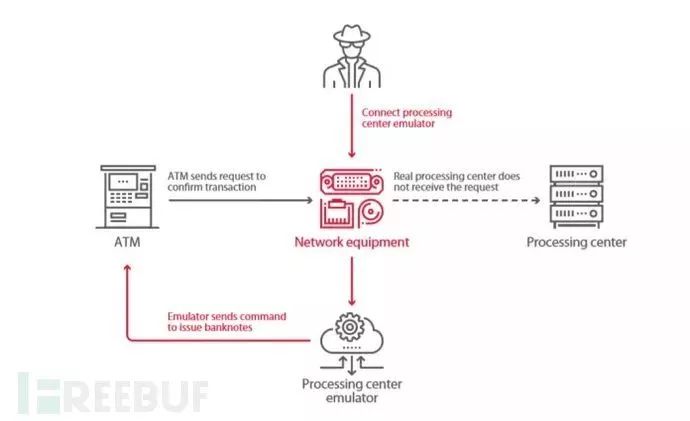 Connect processing
center emulator
ATM sends request to
confirm transaction
Real processing center does
not receive the request
ATM
Network equipment
Processing center
Emulator sends command
to issue banknotes
Processing center
emulator
FREEBUF